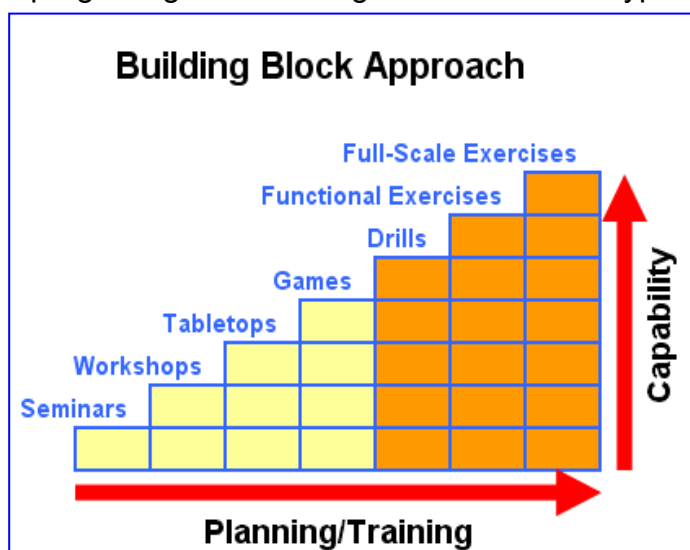 Building Block Approach
Full-Scale Exercises
Functional Exercises
Drills
Games
Tabletops
Workshops
Seminars
Capability
Planning/Training